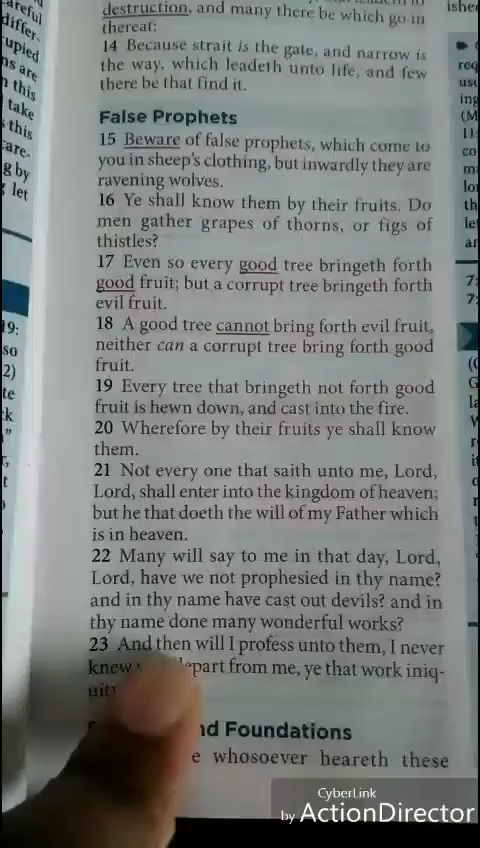 destruction, and many there be which go in
thereat:
14 Because strait is the gate, and narrow is
the way, which leadeth unto life, and few
there be that find it.
False Prophets
15 Beware of false prophets, which come to
you in sheep's clothing, but inwardly they are
ravening wolves.
16 Ye shall know them by their fruits. Do
men gather grapes of thorns, or figs of
thistles?
17 Even so every good tree bringeth forth
good fruit; but a corrupt tree bringeth forth
evil fruit.
18 A good tree cannot bring forth evil fruit,
neither can a corrupt tree bring forth good
fruit.
19 Every tree that bringeth not forth good
fruit is hewn down, and cast into the fire.
20 Wherefore by their fruits ye shall know
them.
21 Not every one that saith unto me, Lord,
Lord, shall enter into the kingdom of heaven;
but he that doeth the will of my Father which
is in heaven.
22 Many will say to me in that day, Lord,
Lord, have we not prophesied in thy name?
and in thy name have cast out devils? and in
thy name done many wonderful works?
23 And then will I profess unto them, I never
knew depart from me, ye that work iniq-
Foundations
whosoever heareth these
CyberLink
by ActionDirector